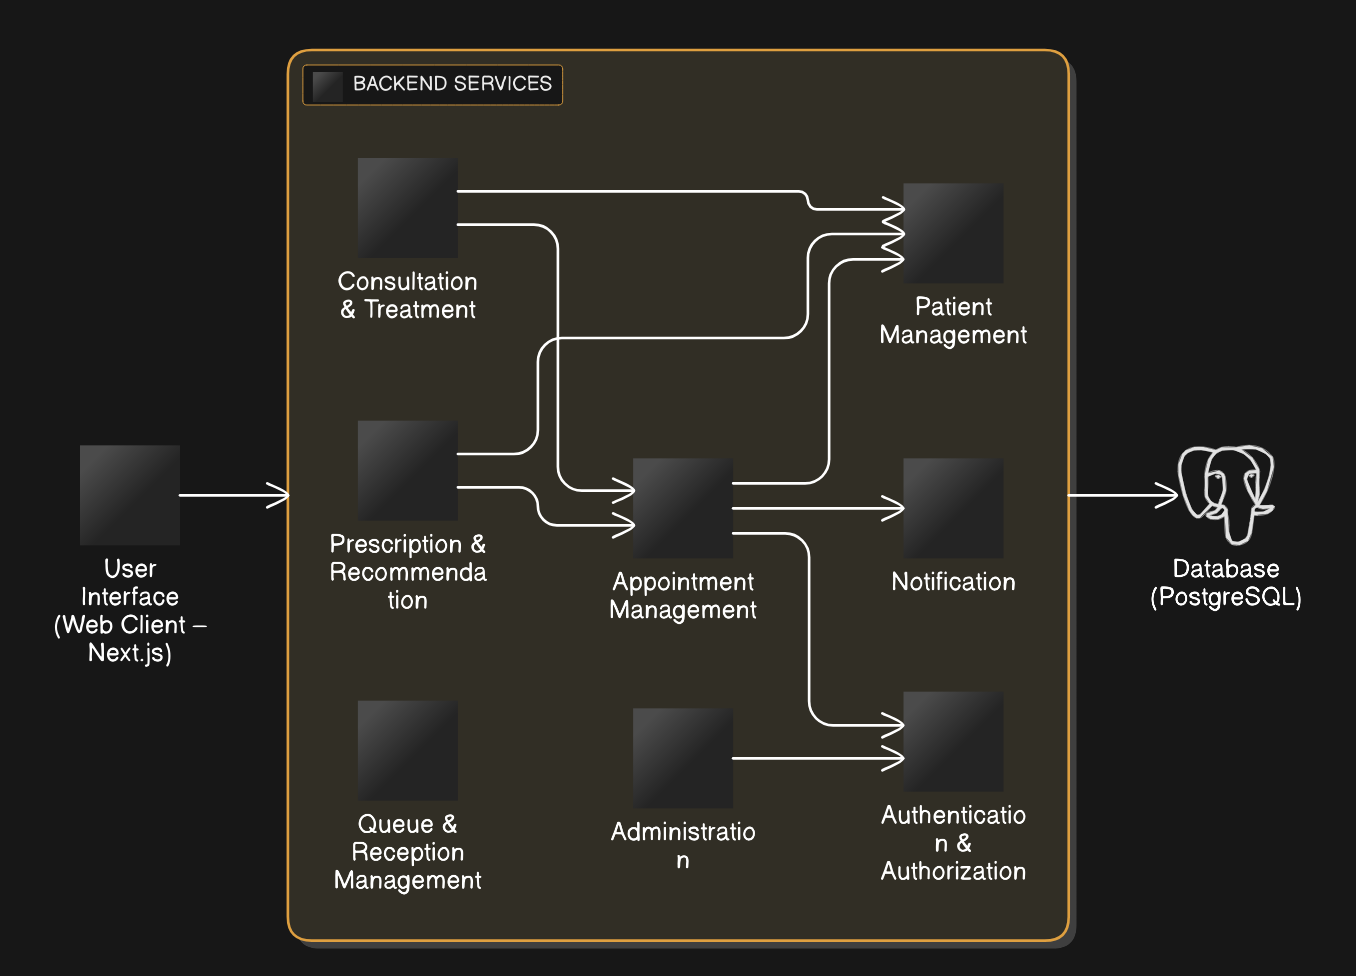 BACKEND SERVICES
Consultation
& Treatment
Patient
Management
Prescription &
Recommenda
tion
Appointment
Management
Notification
User
Interface
(Web Client –
Next.js)
Database
(PostgreSQL)
Queue &
Reception
Management
Administratio
n
Authenticatio
n &
Authorization